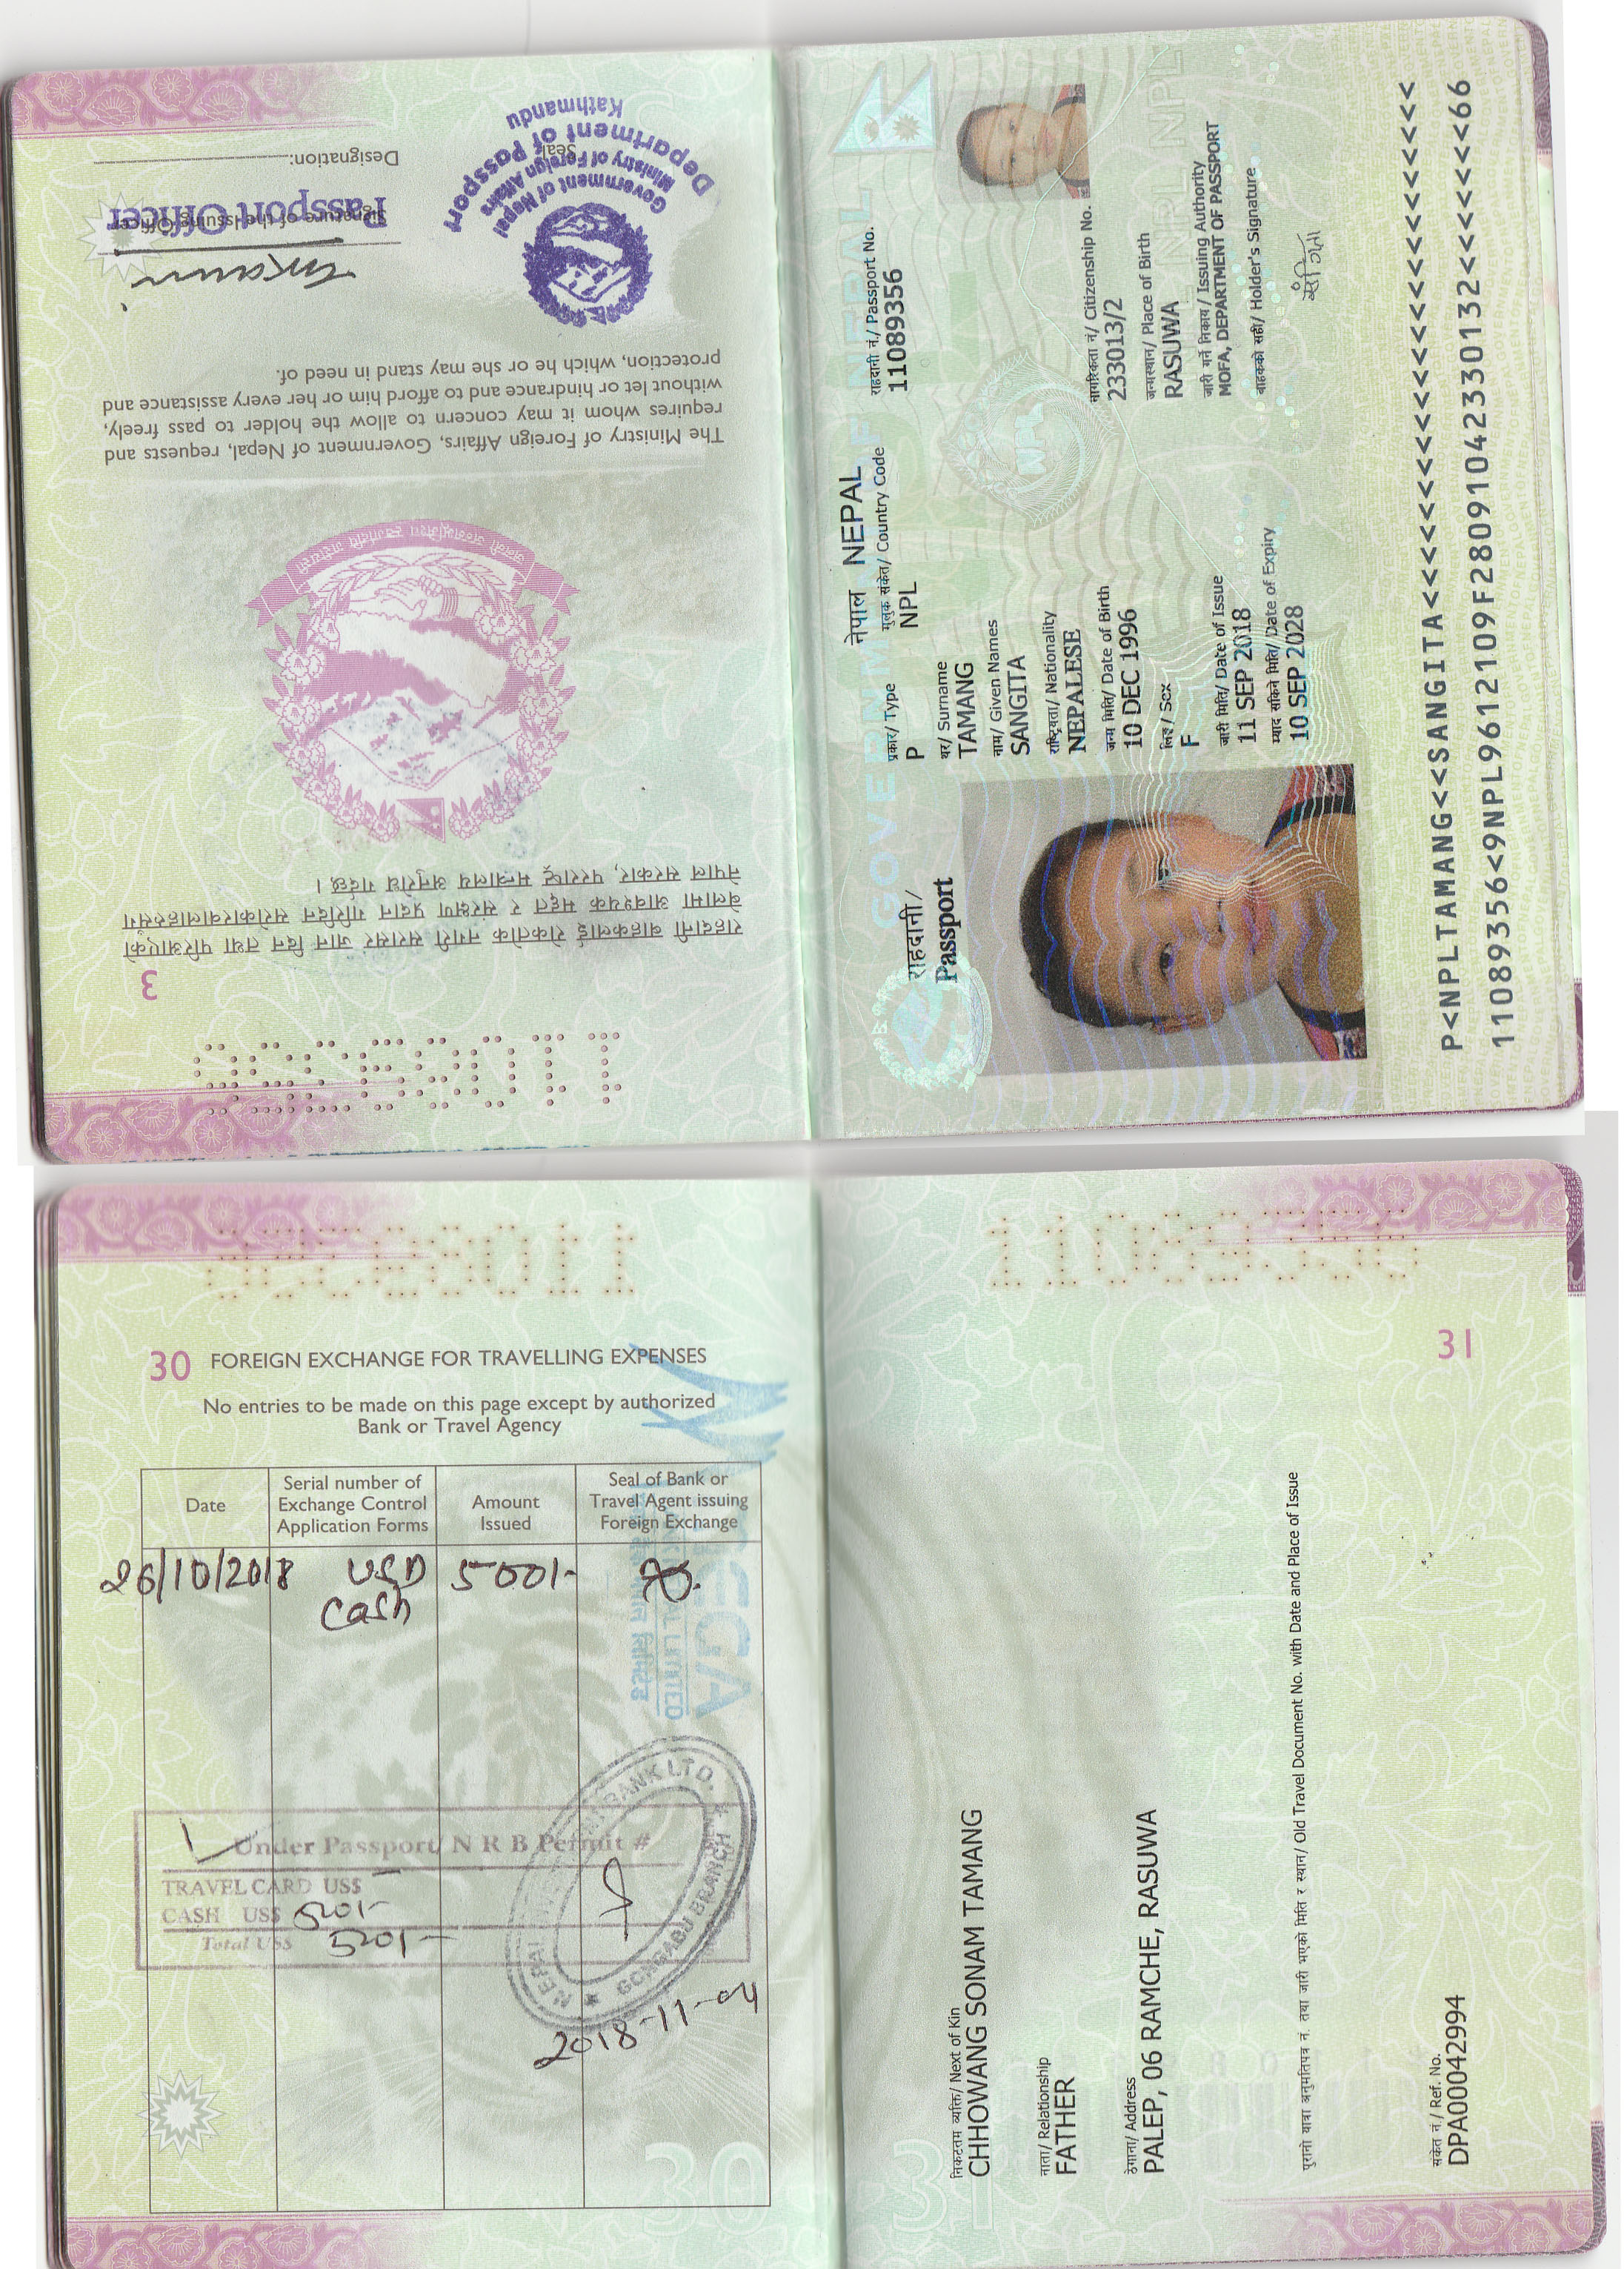 राहदानी वाहकलाई रोकतोक नगरी सरासर जान दिन तथा परिआएको
बेलामा आवश्यक मद्दत र संरक्षण प्रदान गरिदिन सरोकारवालाहरुसंग
नेपाल सरकार, परराष्ट्र मन्त्रालय अनुरोध गर्दछ।
3
The Ministry of Foreign Affairs, Government of Nepal, requests and
requires whom it may concern to allow the holder to pass freely,
without let or hindrance and to afford him or her every assistance and
protection, which he or she may stand in need of.
Signature of the Issuing Officer
Passport Officer
Designation:
Seal:
Government of Nepal
Ministry of Foreign Affairs
Department of Passport
Kathmandu
11089356
राहदानी/
Passport
नेपाल NEPAL
प्रकार/ Type
P
मुलुक संकेत/ Country Code
NPL
राहदानी नं./ Passport No.
11089356
थर/ Surname
TAMANG
नाम/ Given Names
SANGITA
राष्ट्रियता/ Nationality
NEPALESE
नागरिकता नं/ Citizenship No.
233013/2
जन्म मिति/ Date of Birth
10 DEC 1996
जन्मस्थान/ Place of Birth
RASUWA
लिङ्ग/ Sex
F
जारी मिति/ Date of Issue
11 SEP 2018
जारी गर्ने निकाय/ Issuing Authority
MOFA, DEPARTMENT OF PASSPORT
म्याद सकिने मिति/ Date of Expiry
10 SEP 2028
वाहकको सही/ Holder's Signature
संगिता
P<NPLTAMANG<<SANGITA<<<<<<<<<<<<<<<<<<<<<<<<
11089356<9NPL9612109F28091042330132<<<<<<<66
11089356
30 FOREIGN EXCHANGE FOR TRAVELLING EXPENSES
No entries to be made on this page except by authorized
Bank or Travel Agency
Date
Serial number of Exchange Control Application Forms
Amount Issued
Seal of Bank or Travel Agent issuing Foreign Exchange
26/10/2018 USD Cash 500/-
Under Passport/ N R B Permit #
TRAVEL CARD US$ -
CASH US$ 520/-
Total US$ 520/-
GONGABU BRANCH
2018-11-04
30
11089356
31
निकटतम व्यक्ति/ Next of Kin
CHHOWANG SONAM TAMANG
नाता/ Relationship
FATHER
ठेगाना/ Address
PALEP, 06 RAMCHE, RASUWA
पुरानो यात्रा अनुमतिपत्र नं. तथा जारी भएको मिति र स्थान/ Old Travel Document No. with Date and Place of Issue
संकेत नं/ Ref. No.
DPA00042994
31